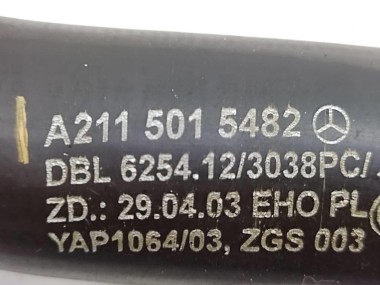 A211 501 5482
DBL 6254.12/3038PC/
ZD.: 29.04.03 EHO PL
YAP1064/03, ZGS 003